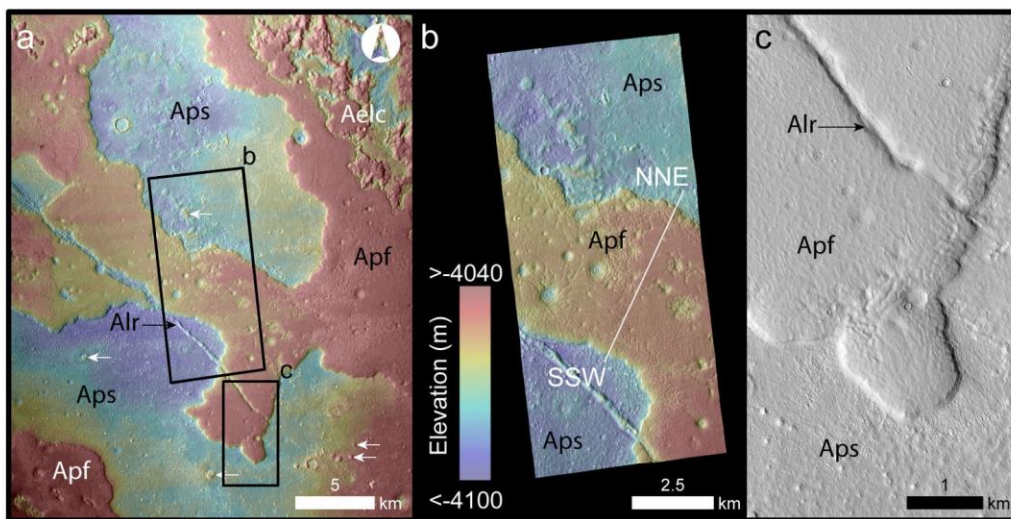 a
Aps
Aelc
b
Apf
Alr
Aps
c
Apf
5
km
b
Aps
NNE
Apf
>-4040
Elevation (m)
<-4100
SSW
Aps
2.5
km
c
Alr
Apf
Aps
1
km